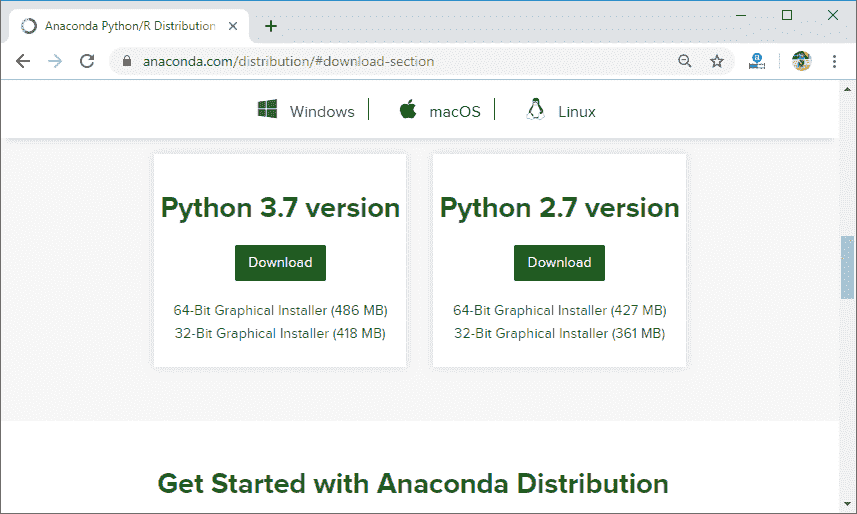 Anaconda Python/R Distribution
anaconda.com/distribution/#download-section
Windows macOS Linux
Python 3.7 version
Download
64-Bit Graphical Installer (486 MB)
32-Bit Graphical Installer (418 MB)
Python 2.7 version
Download
64-Bit Graphical Installer (427 MB)
32-Bit Graphical Installer (361 MB)
Get Started with Anaconda Distribution